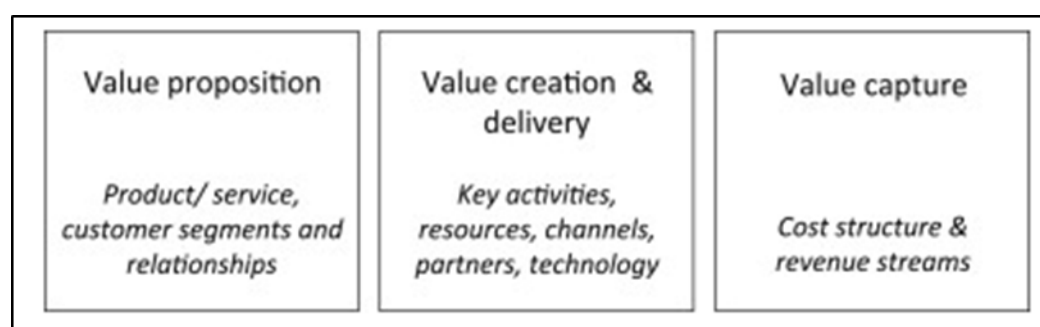 Value proposition
Product/ service,
customer segments and
relationships
Value creation &
delivery
Key activities,
resources, channels,
partners, technology
Value capture
Cost structure &
revenue streams